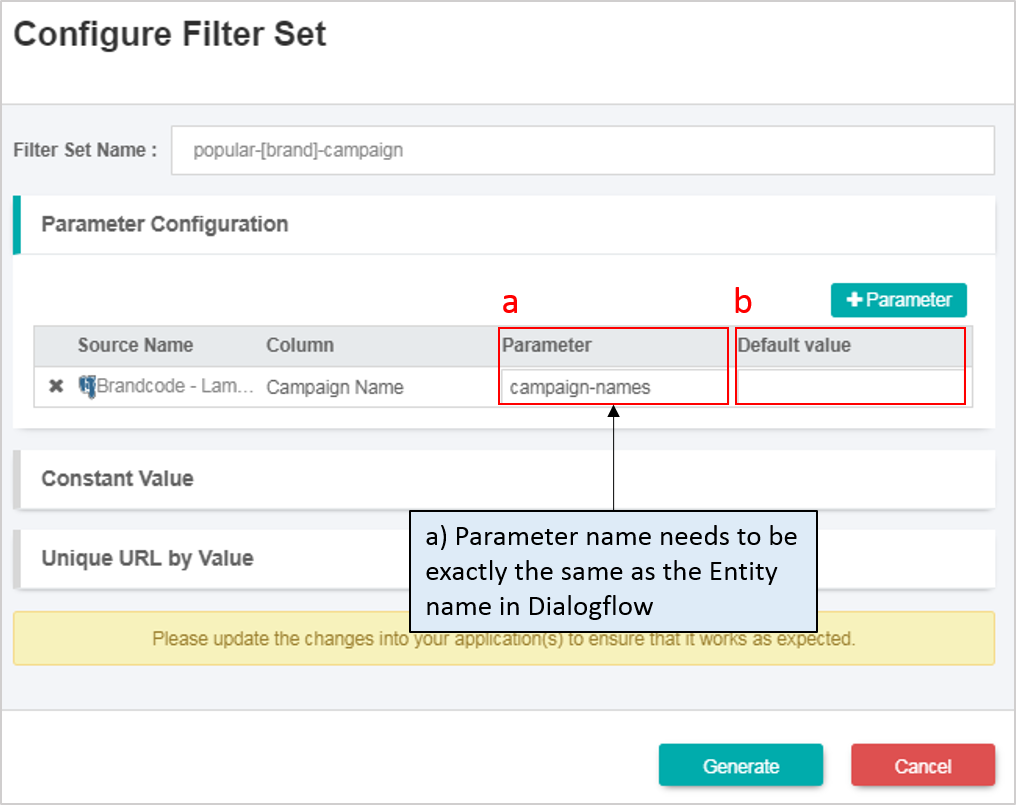 Configure Filter Set
Filter Set Name :
popular-[brand]-campaign
Parameter Configuration
a
b
+ Parameter
Source Name Column Parameter Default value
✖ Brandcode - Lam... Campaign Name campaign-names
Constant Value
a) Parameter name needs to be
exactly the same as the Entity
name in Dialogflow
Unique URL by Value
Please update the changes into your application(s) to ensure that it works as expected.
Generate
Cancel